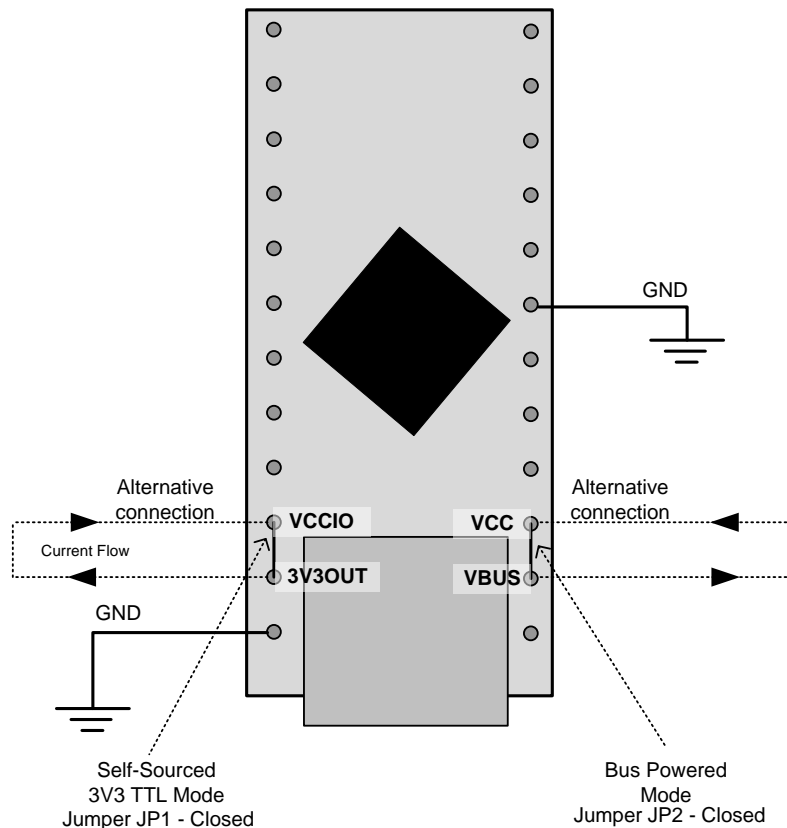 GND
Alternative
connection
Alternative
connection
VCCIO
VCC
Current Flow
3V3OUT
VBUS
GND
Self-Sourced
3V3 TTL Mode
Jumper JP1 - Closed
Bus Powered
Mode
Jumper JP2 - Closed